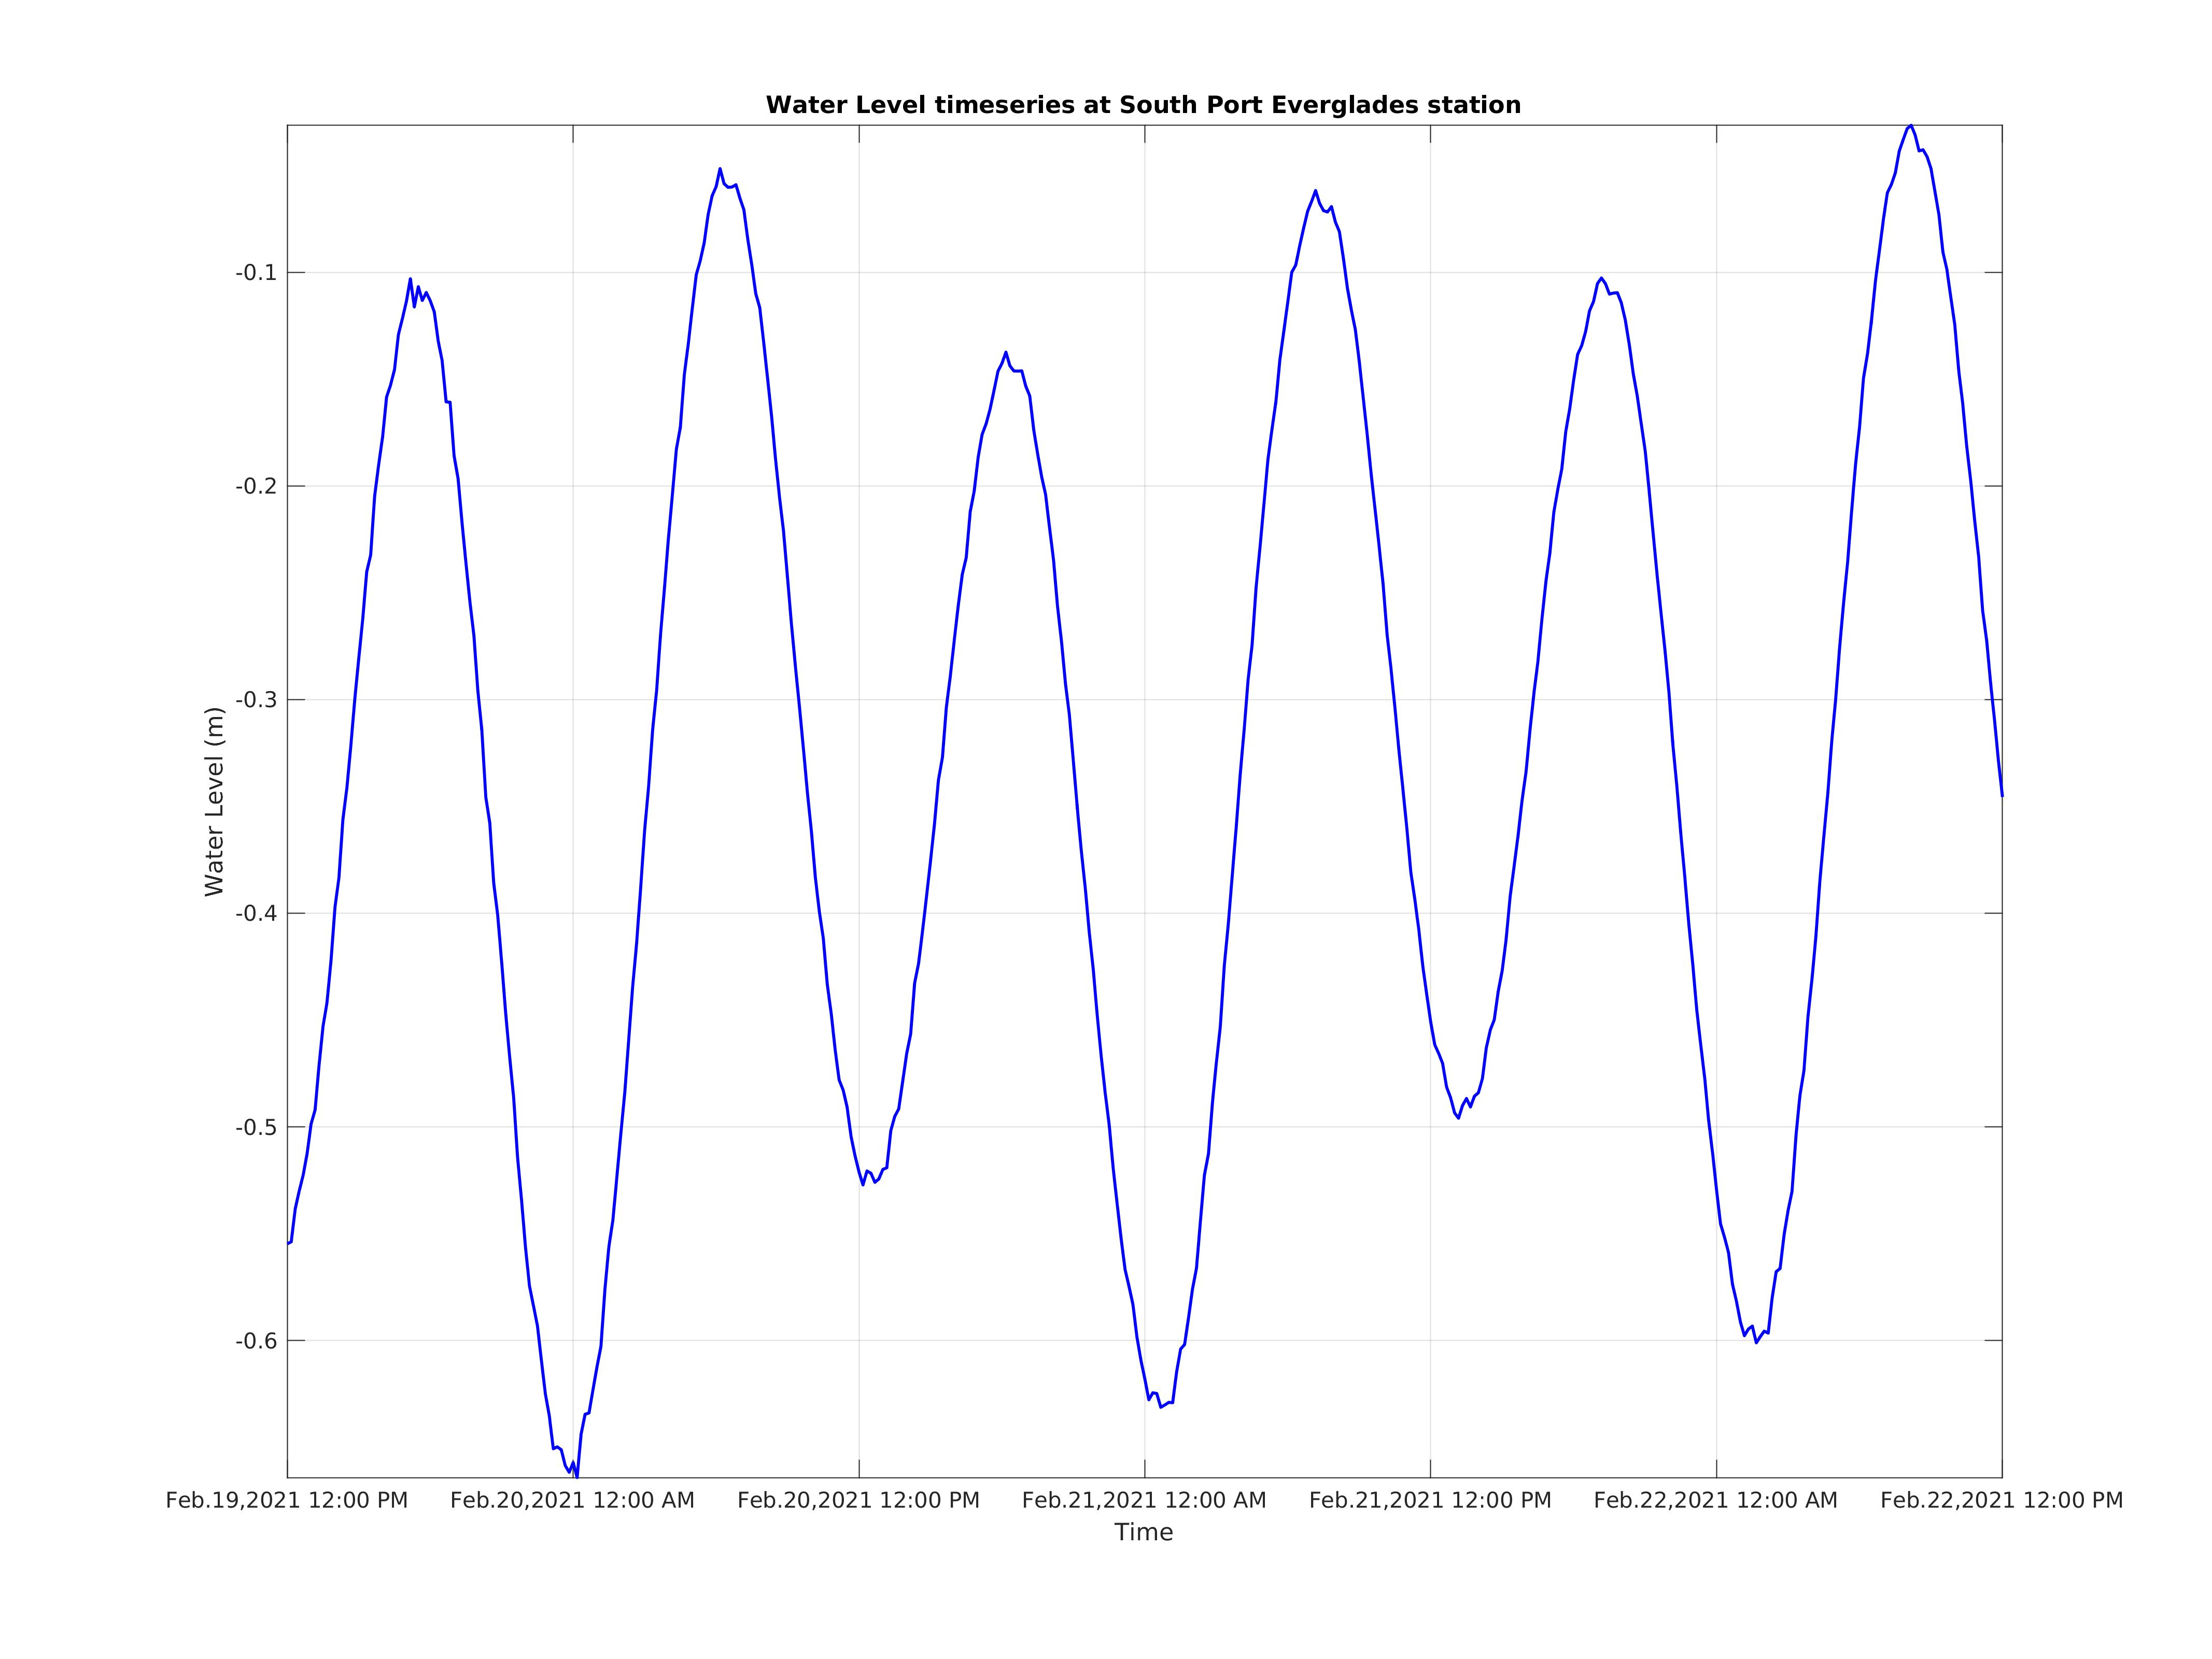 Water Level timeseries at South Port Everglades station
Water Level (m)
-0.1
-0.2
-0.3
-0.4
-0.5
-0.6
Feb.19,2021 12:00 PM
Feb.20,2021 12:00 AM
Feb.20,2021 12:00 PM
Feb.21,2021 12:00 AM
Feb.21,2021 12:00 PM
Feb.22,2021 12:00 AM
Feb.22,2021 12:00 PM
Time